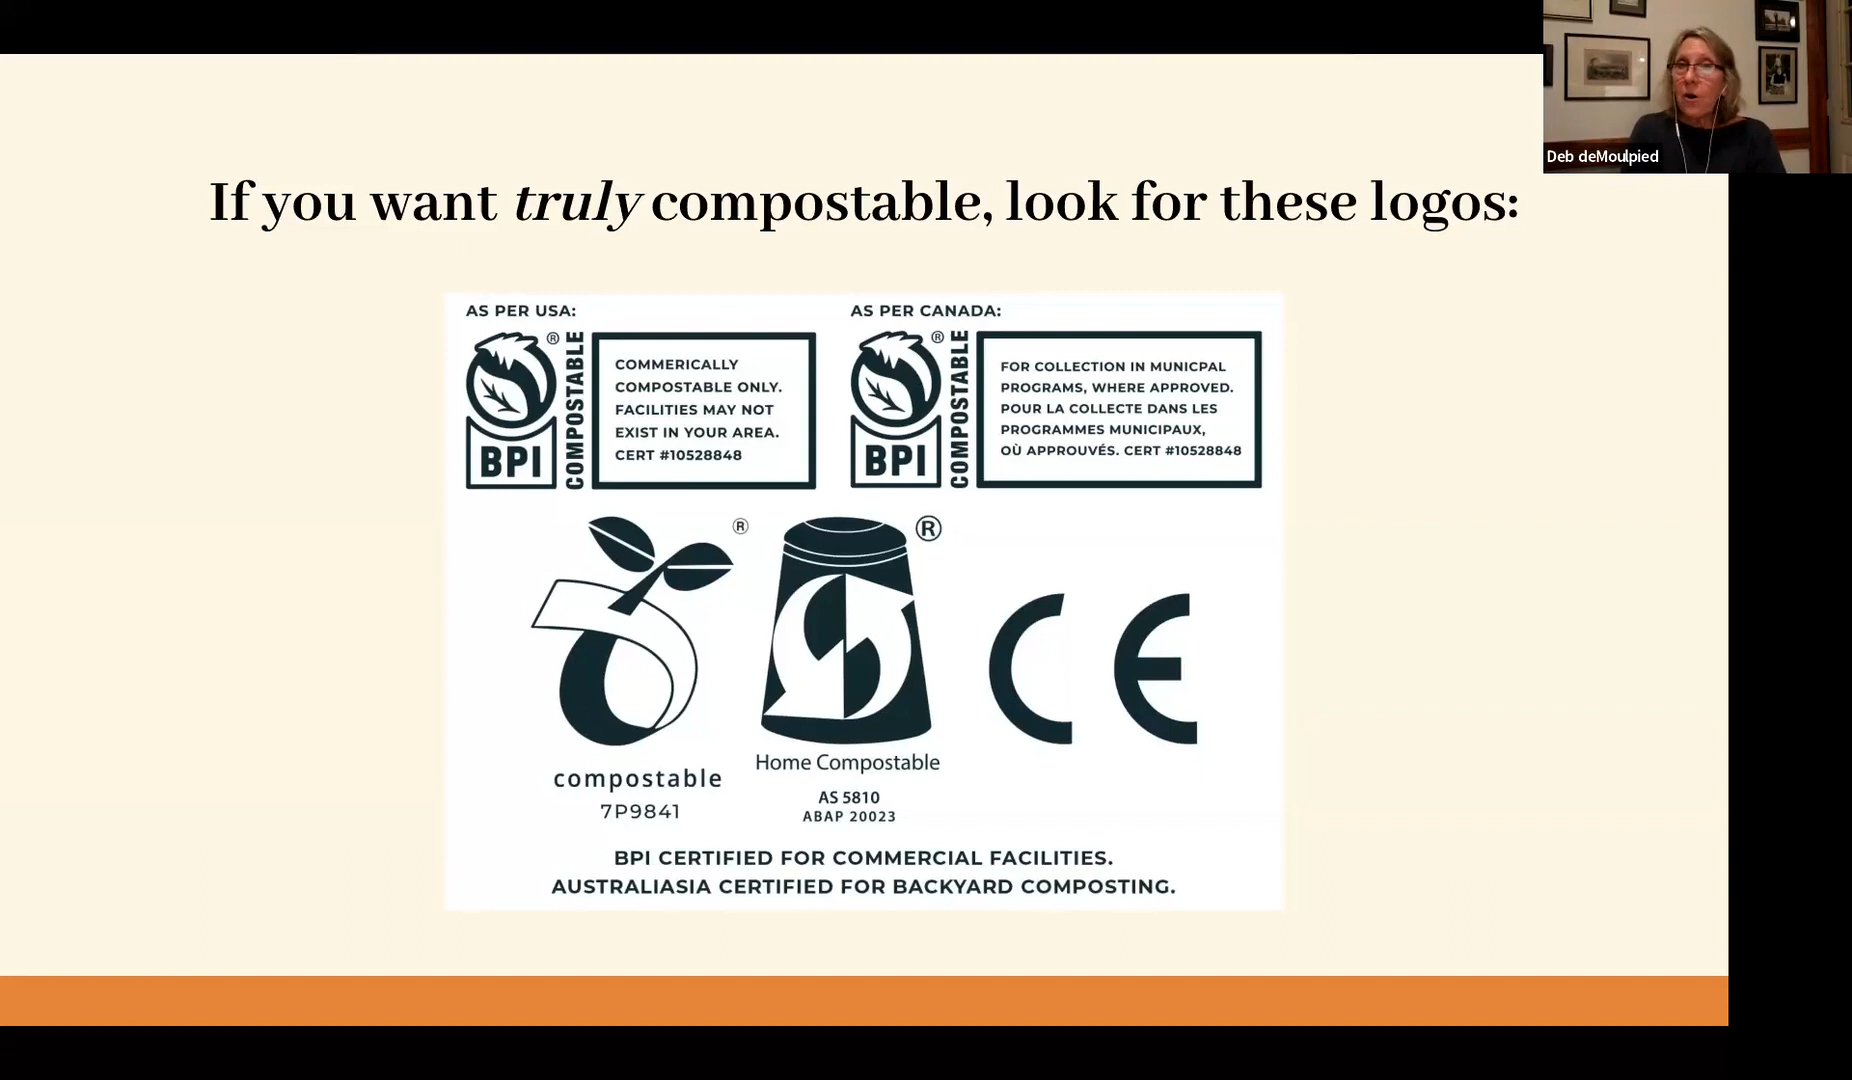 Deb deMoulpied
If you want truly compostable, look for these logos:
AS PER USA:
® COMPOSTABLE
BPI
COMMERICALLY
COMPOSTABLE ONLY.
FACILITIES MAY NOT
EXIST IN YOUR AREA.
CERT #10528848
AS PER CANADA:
® COMPOSTABLE
BPI
FOR COLLECTION IN MUNICPAL
PROGRAMS, WHERE APPROVED.
POUR LA COLLECTE DANS LES
PROGRAMMES MUNICIPAUX,
OÙ APPROUVÉS. CERT #10528848
®
compostable
7P9841
®
Home Compostable
AS 5810
ABAP 20023
CE
BPI CERTIFIED FOR COMMERCIAL FACILITIES.
AUSTRALIASIA CERTIFIED FOR BACKYARD COMPOSTING.